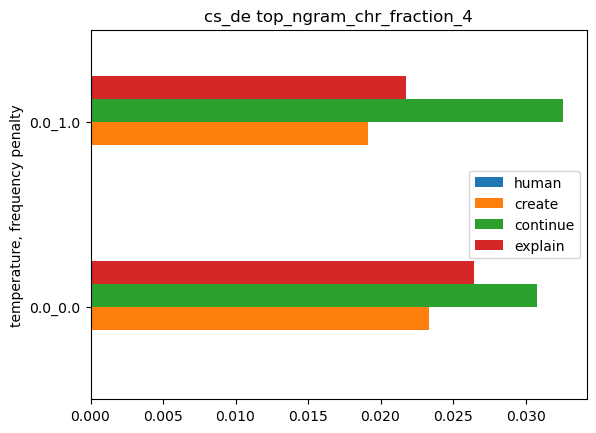 cs_de top_ngram_chr_fraction_4
temperature, frequency penalty
0.0_1.0
0.0_0.0
human
create
continue
explain
0.000 0.005 0.010 0.015 0.020 0.025 0.030